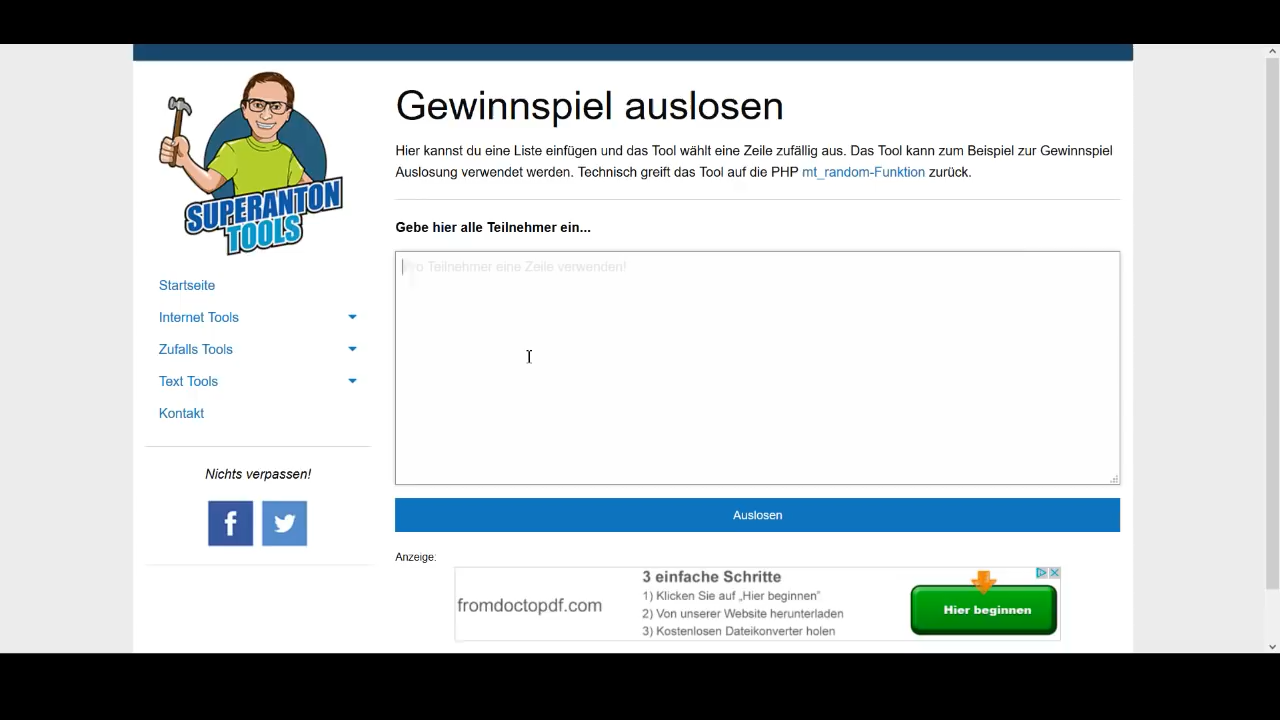 SUPERANTON
TOOLS
Startseite
Internet Tools
Zufalls Tools
Text Tools
Kontakt
Nichts verpassen!
f
Gewinnspiel auslosen
Hier kannst du eine Liste einfügen und das Tool wählt eine Zeile zufällig aus. Das Tool kann zum Beispiel zur Gewinnspiel
Auslosung verwendet werden. Technisch greift das Tool auf die PHP mt_random-Funktion zurück.
Gebe hier alle Teilnehmer ein...
Pro Teilnehmer eine Zeile verwenden!
Auslosen
Anzeige:
fromdoctopdf.com
3 einfache Schritte
1) Klicken Sie auf „Hier beginnen"
2) Von unserer Website herunterladen
3) Kostenlosen Dateikonverter holen
Hier beginnen